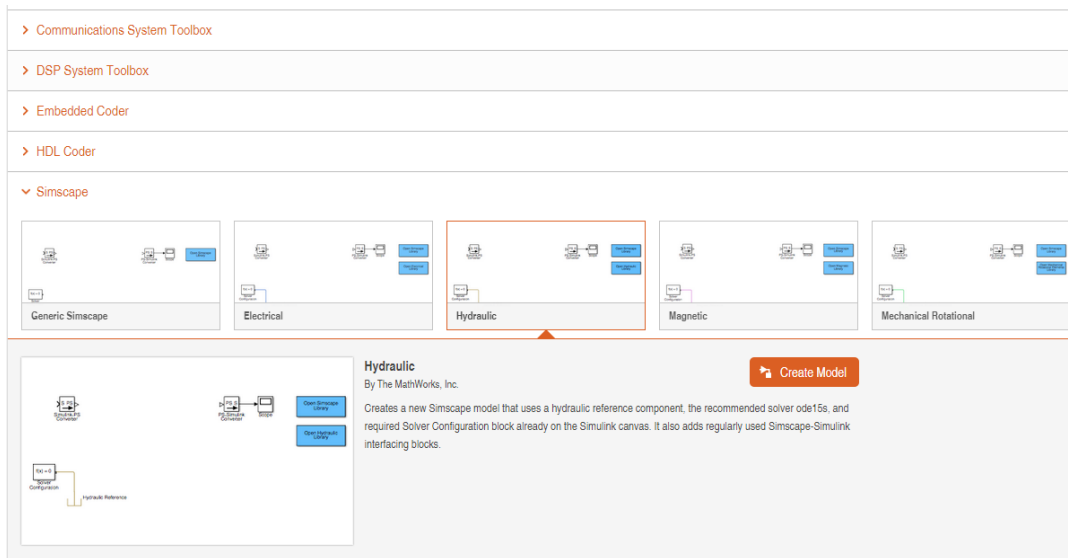 Communications System Toolbox
DSP System Toolbox
Embedded Coder
HDL Coder
Simscape
Generic Simscape
Electrical
Hydraulic
Magnetic
Mechanical Rotational
Hydraulic
By The MathWorks, Inc.
Create Model
Creates a new Simscape model that uses a hydraulic reference component, the recommended solver ode15s, and
required Solver Configuration block already on the Simulink canvas. It also adds regularly used Simscape-Simulink
interfacing blocks.
S PS
Simulink-PS
Converter
PS S
PS-Simulink
Converter
Scope
Open Simscape
Library
Open Hydraulic
Library
f(x) = 0
Solver
Configuration
Hydraulic Reference